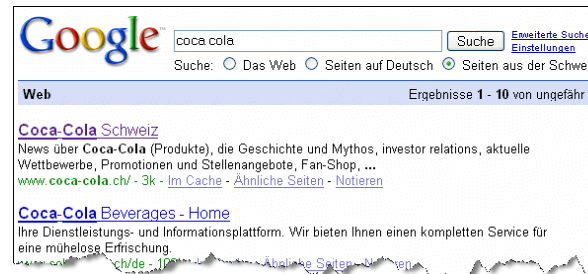 Google™ coca cola Suche Erweiterte Suche
Einstellungen
Suche: Das Web Seiten auf Deutsch Seiten aus der
Web Ergebnisse 1 - 10 von ungefähr
Coca-Cola Schweiz
News über Coca-Cola (Produkte), die Geschichte und Mythos, investor relations, aktuelle
Wettbewerbe, Promotionen und Stellenangebote, Fan-Shop, ...
www.coca-cola.ch/ - 3k - Im Cache - Ähnliche Seiten - Notieren
Coca-Cola Beverages - Home
Ihre Dienstleistungs- und Informationsplattform. Wir bieten Ihnen einen kompletten Service für
eine mühelose Erfrischung.
Ähnliche Seiten